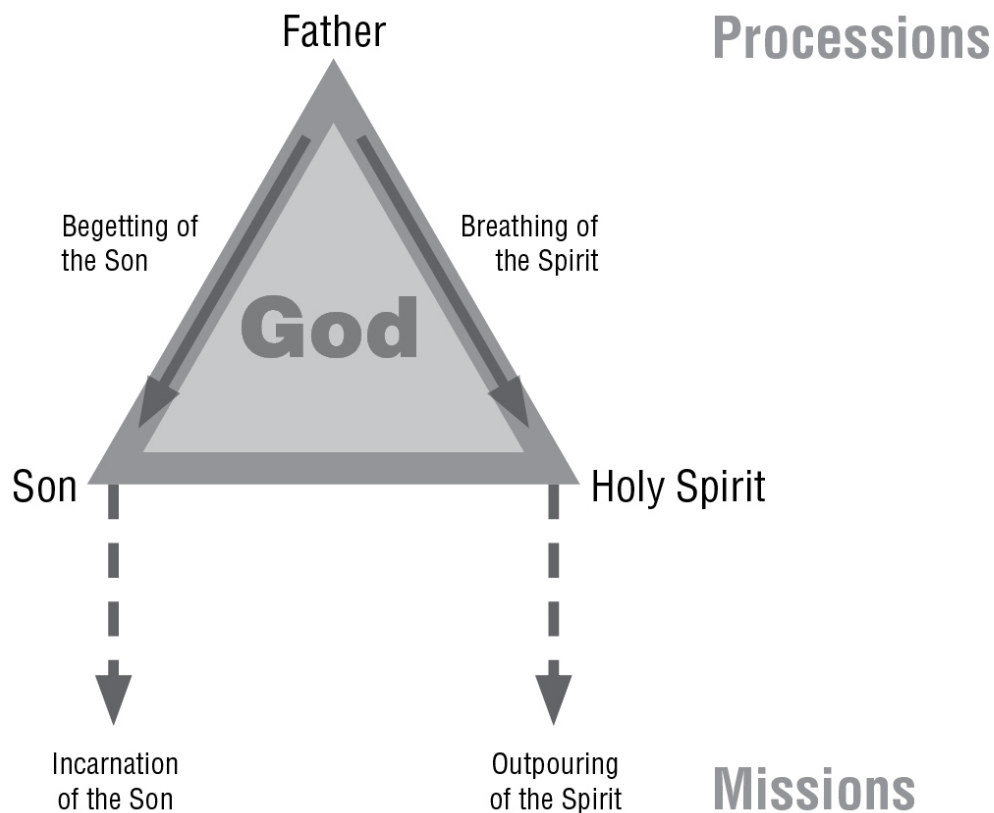 Father
Processions
Begetting of
the Son
Breathing of
the Spirit
God
Son
Holy Spirit
Incarnation
of the Son
Outpouring
of the Spirit
Missions